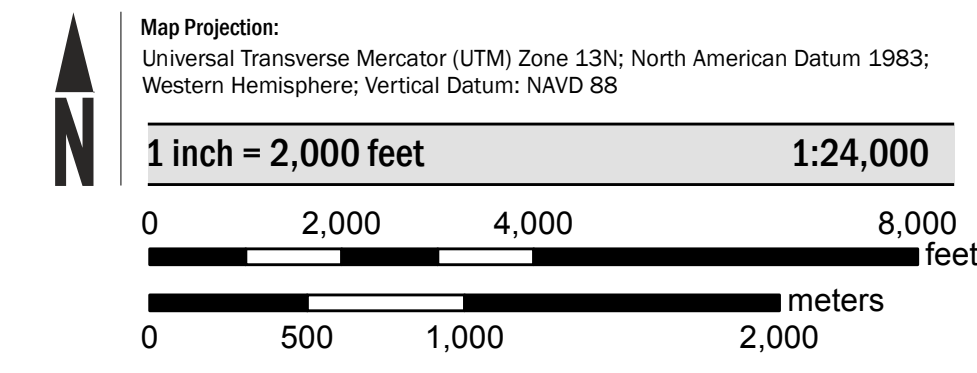 Map Projection:
Universal Transverse Mercator (UTM) Zone 13N; North American Datum 1983;
Western Hemisphere; Vertical Datum: NAVD 88
N
1 inch = 2,000 feet 1:24,000
0 2,000 4,000 8,000
feet
meters
0 500 1,000 2,000